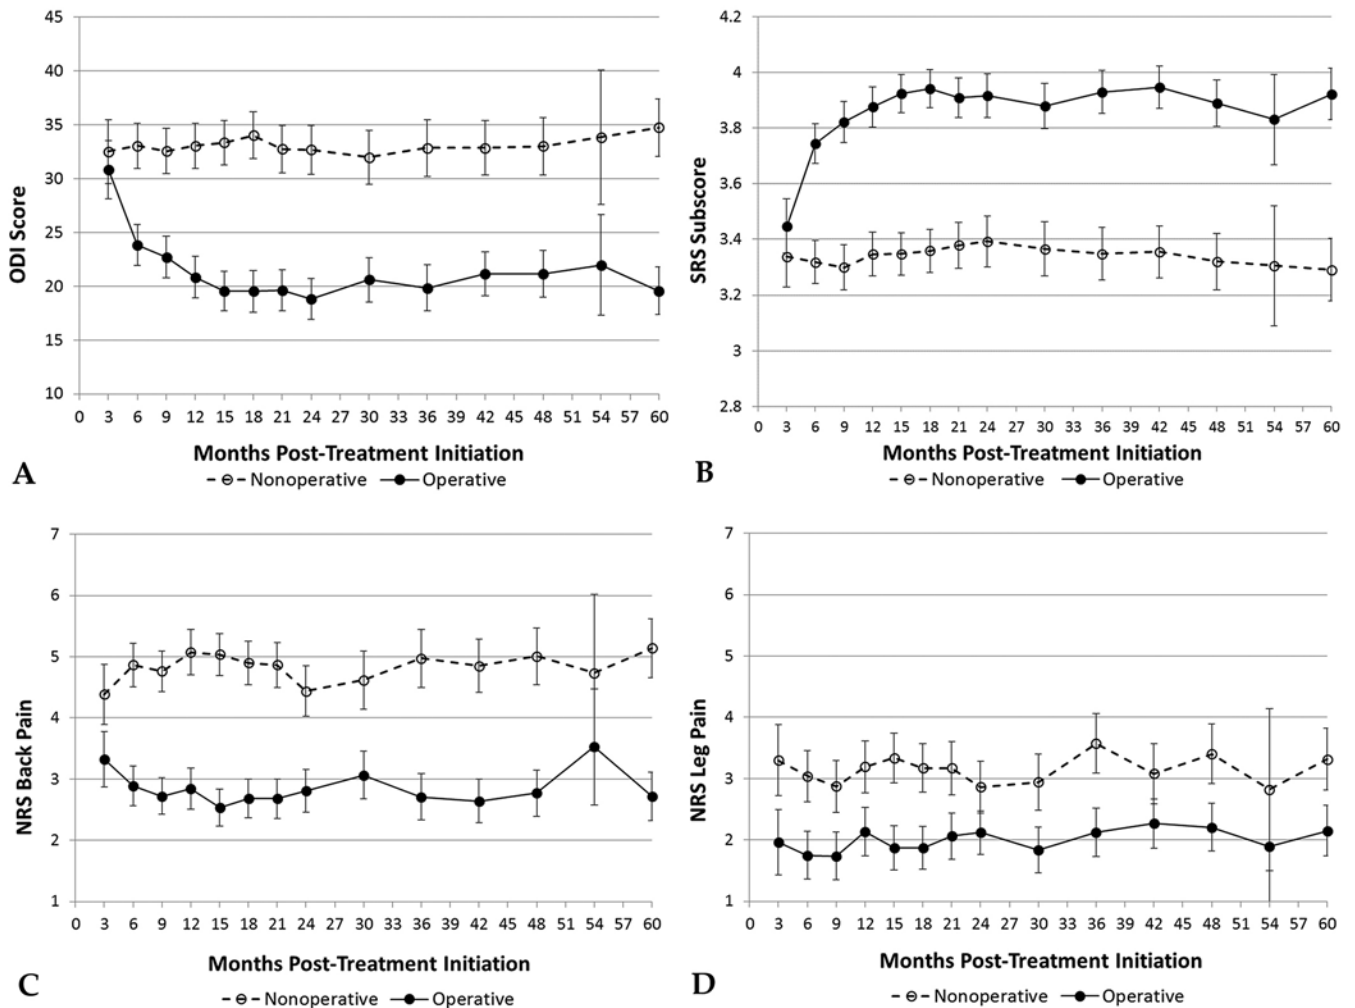 45
40
35
30
25
20
15
10
ODI Score
0 3 6 9 12 15 18 21 24 27 30 33 36 39 42 45 48 51 54 57 60
Months Post-Treatment Initiation
Nonoperative Operative
A
4.2
4
3.8
3.6
3.4
3.2
3
2.8
SRS Subscore
0 3 6 9 12 15 18 21 24 27 30 33 36 39 42 45 48 51 54 57 60
Months Post-Treatment Initiation
Nonoperative Operative
B
7
6
5
4
3
2
1
NRS Back Pain
0 3 6 9 12 15 18 21 24 27 30 33 36 39 42 45 48 51 54 57 60
Months Post-Treatment Initiation
Nonoperative Operative
C
7
6
5
4
3
2
1
NRS Leg Pain
0 3 6 9 12 15 18 21 24 27 30 33 36 39 42 45 48 51 54 57 60
Months Post-Treatment Initiation
Nonoperative Operative
D